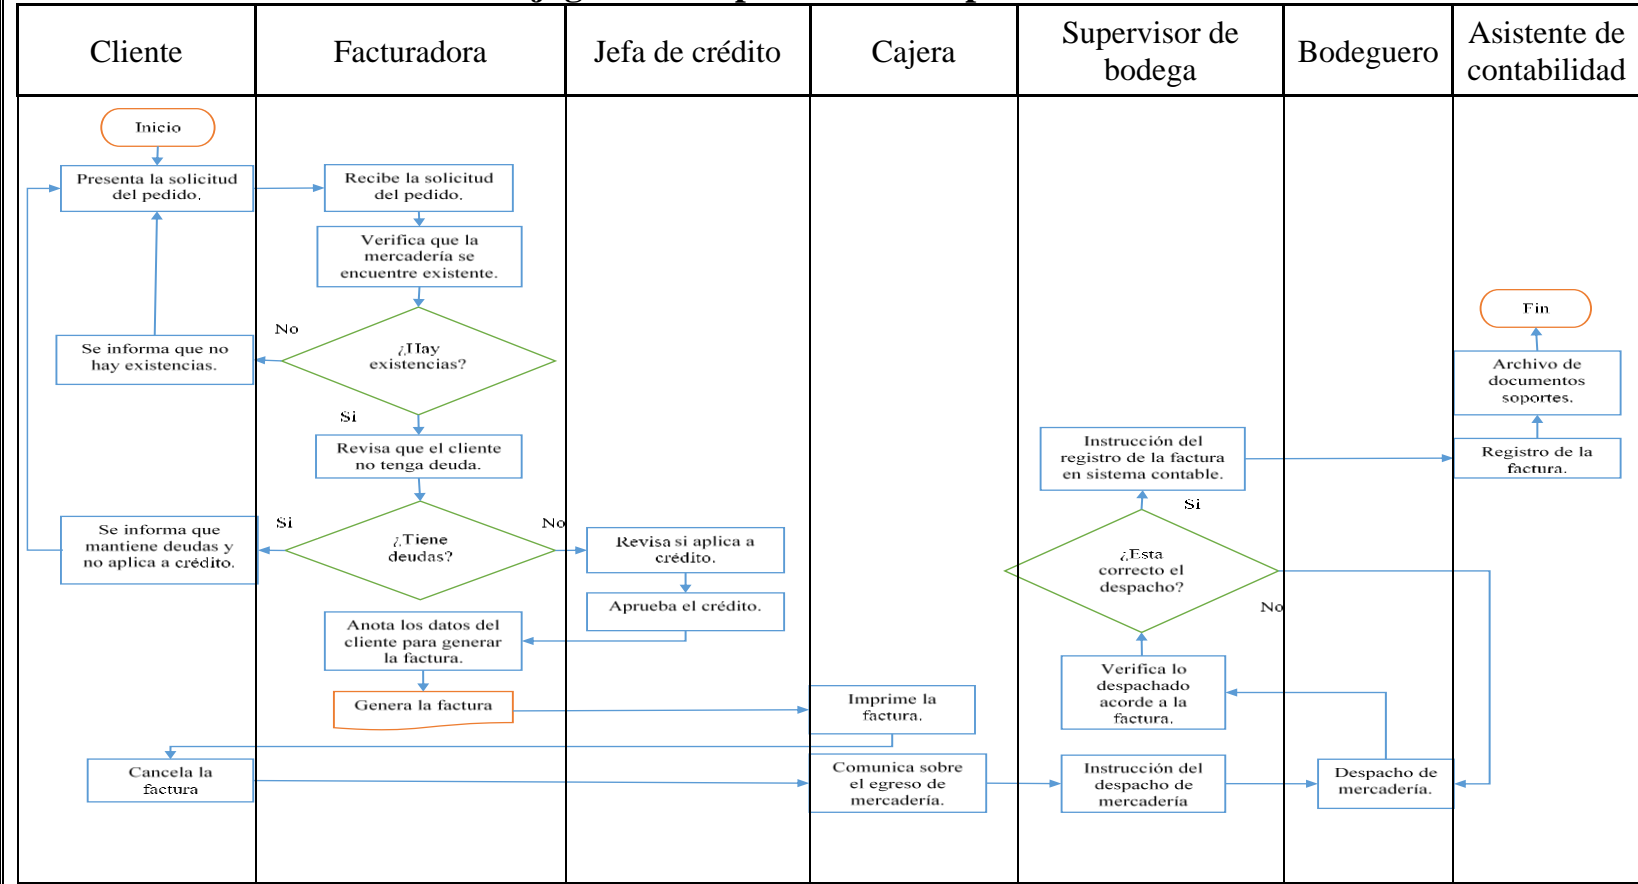 Cliente
Facturadora
Jefa de crédito
Cajera
Supervisor de
bodega
Bodeguero
Asistente de
contabilidad
Inicio
Presenta la solicitud
del pedido.
Recibe la solicitud
del pedido.
Verifica que la
mercadería se
encuentre existente.
¿Hay
existencias?
No
Se informa que no
hay existencias.
Si
Revisa que el cliente
no tenga deuda.
¿Tiene
deudas?
Si
Se informa que
mantiene deudas y
no aplica a crédito.
No
Revisa si aplica a
crédito.
Aprueba el crédito.
Anota los datos del
cliente para generar
la factura.
Genera la factura
Imprime la
factura.
Cancela la
factura
Comunica sobre
el egreso de
mercadería.
Instrucción del
despacho de
mercadería
Despacho de
mercadería.
Verifica lo
despachado
acorde a la
factura.
¿Esta
correcto el
despacho?
No
Si
Instrucción del
registro de la factura
en sistema contable.
Registro de la
factura.
Archivo de
documentos
soportes.
Fin